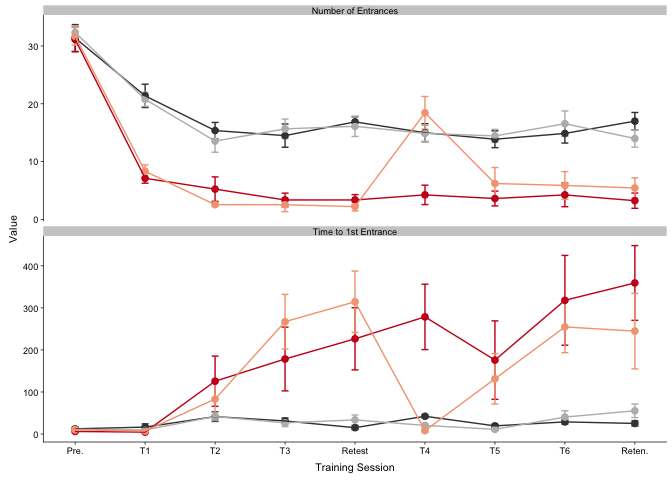 Number of Entrances
30
20
10
0
Value
Time to 1st Entrance
400
300
200
100
0
Pre. T1 T2 T3 Retest T4 T5 T6 Reten.
Training Session